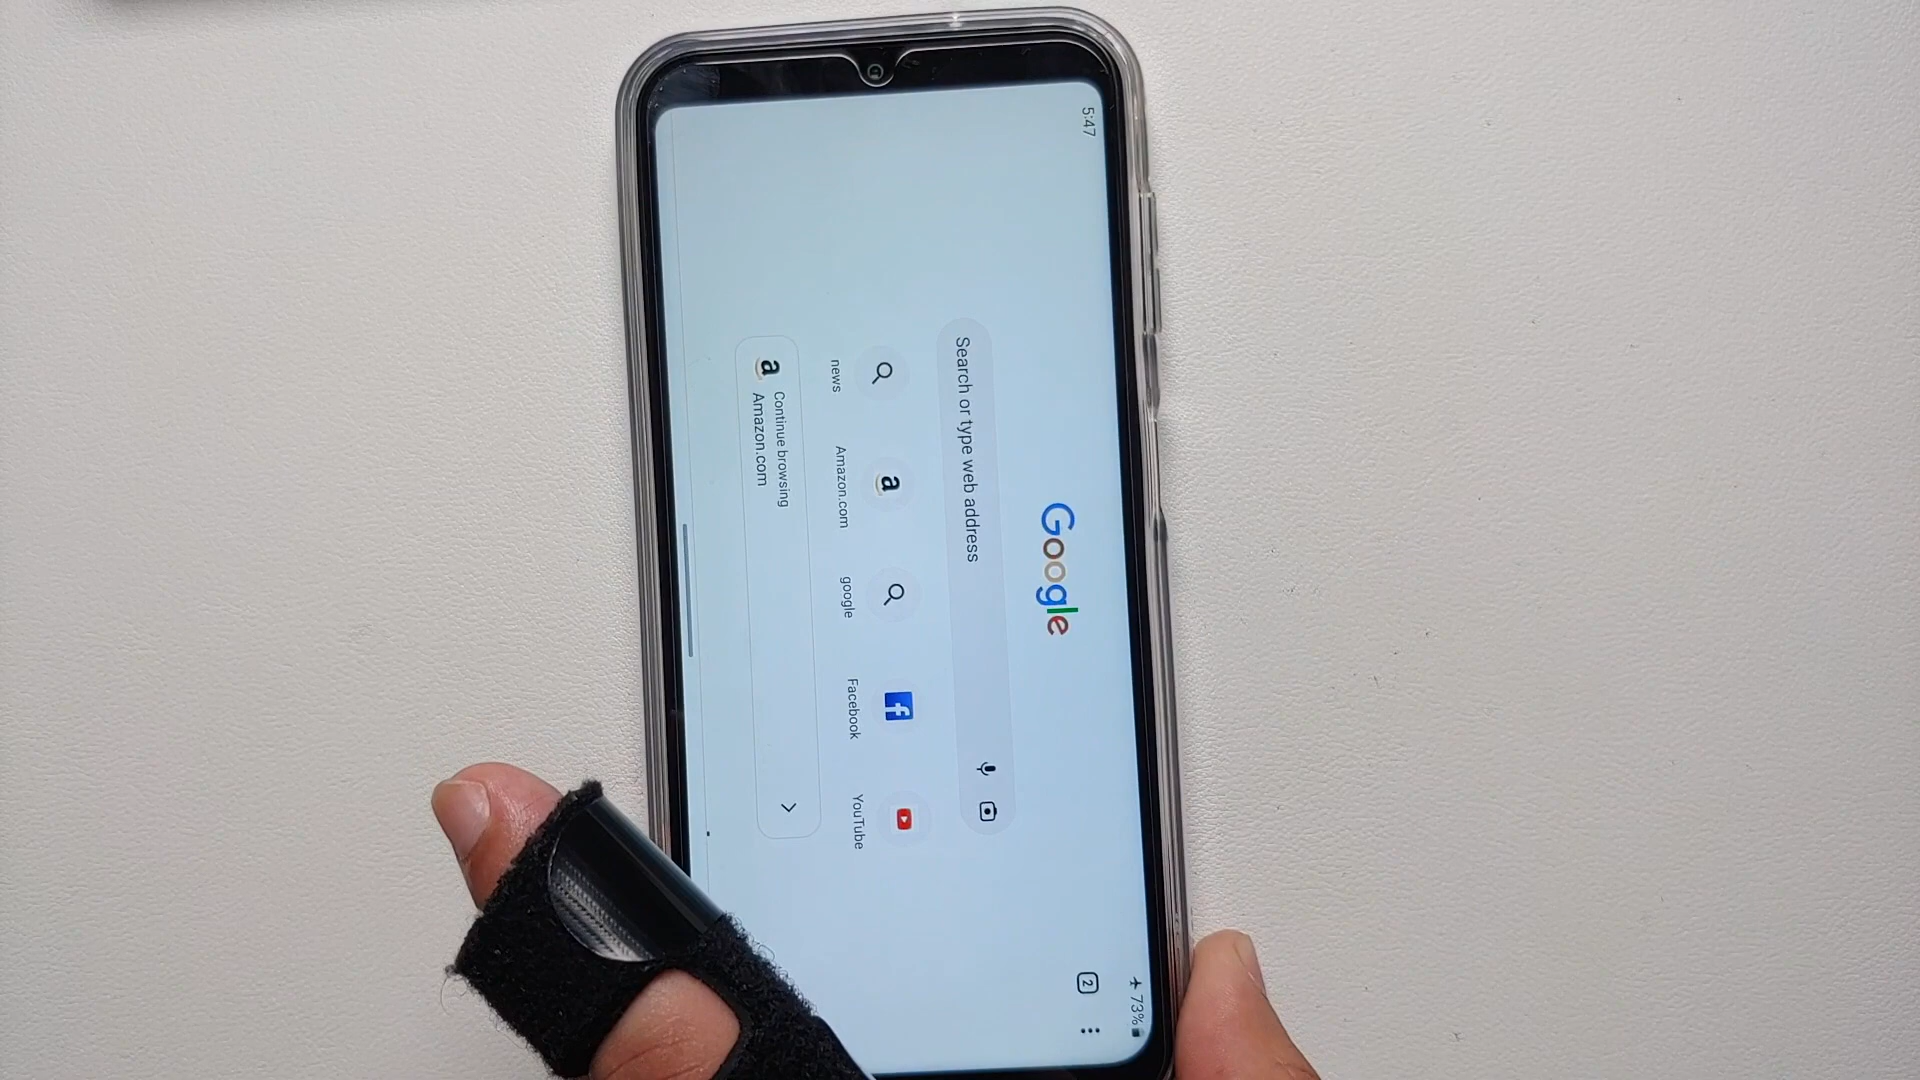 5:47
73%
2
Google
Search or type web address
news
Amazon.com
google
Facebook
YouTube
Continue browsing
Amazon.com